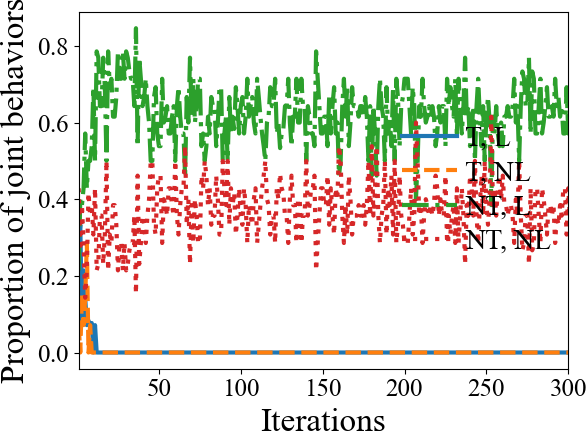 Proportion of joint behaviors
0.8
0.6
0.4
0.2
0.0
T, L
T, NL
NT, L
NT, NL
50
100
150
200
250
300
Iterations